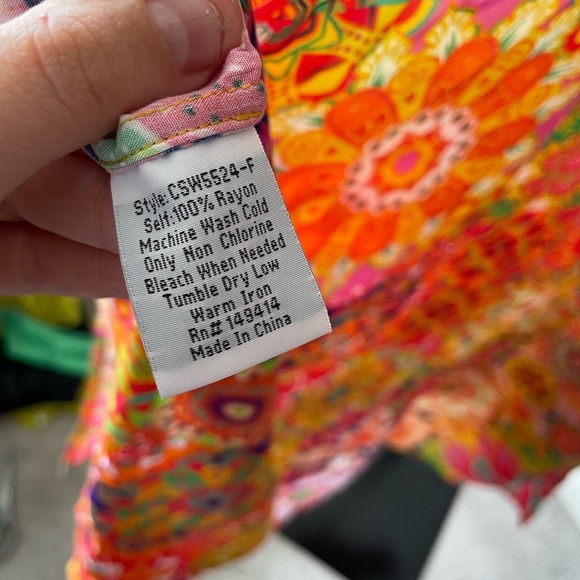 Style:CSW5524-F
Self:100% Rayon
Machine Wash Cold
Only Non Chlorine
Bleach When Needed
Tumble Dry Low
Warm Iron
Rn# 149414
Made In China